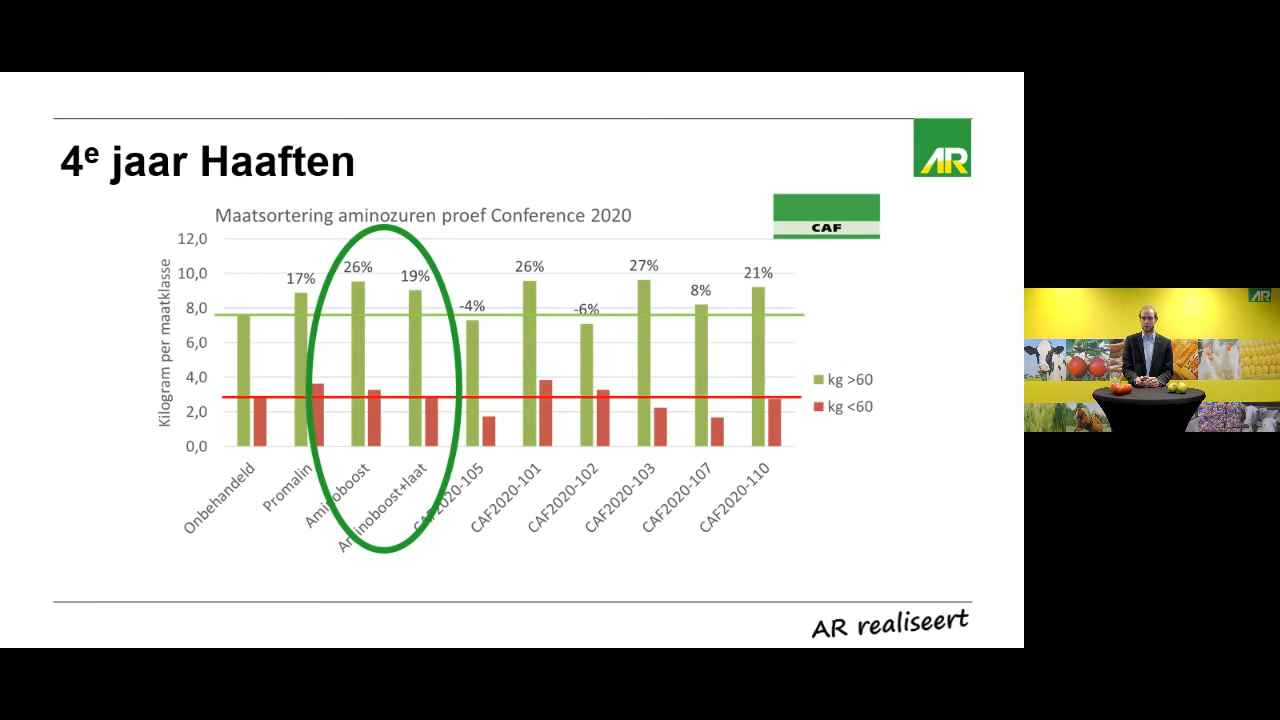 4e jaar Haaften
AR
Maatsortering aminozuren proef Conference 2020
CAF
Kilogram per maatklasse
12,0
10,0
8,0
6,0
4,0
2,0
0,0
17%
26%
19%
-4%
26%
-6%
27%
8%
21%
kg >60
kg <60
Onbehandeld
Promalin
Aminoboost
Aminoboost+laat
CAF2020-105
CAF2020-101
CAF2020-102
CAF2020-103
CAF2020-107
CAF2020-110
AR realiseert
AR